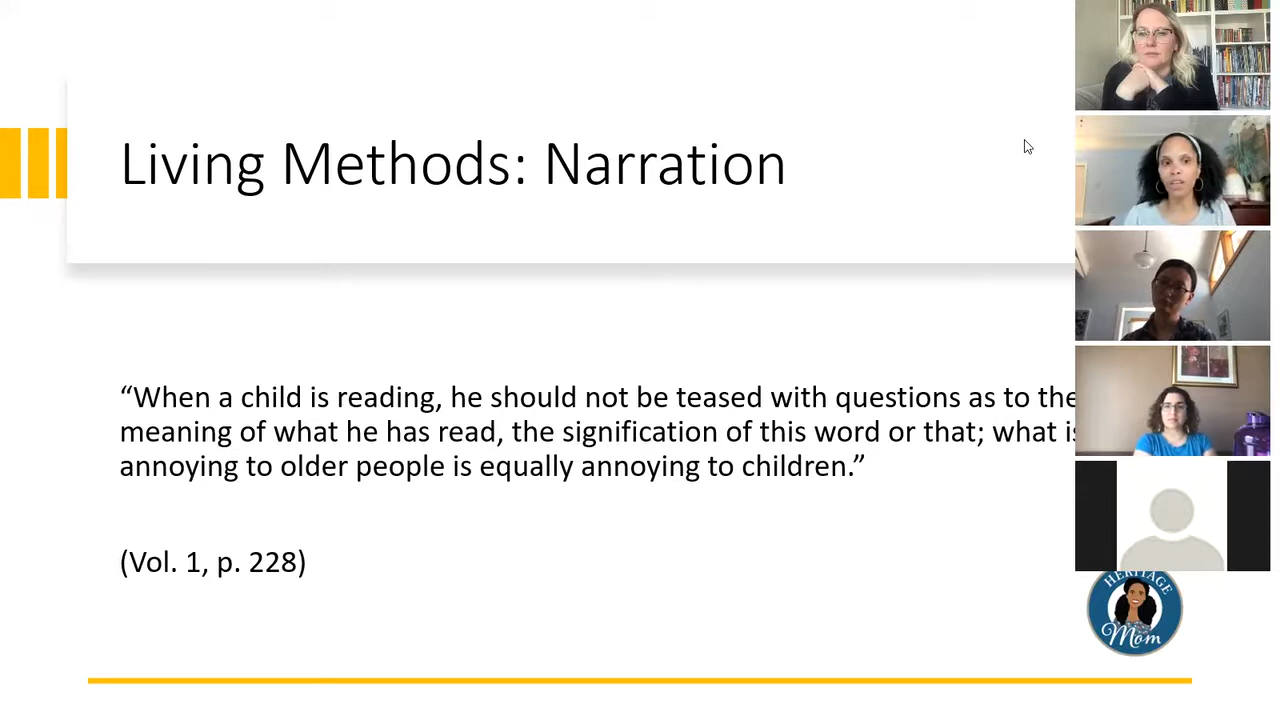 Living Methods: Narration
“When a child is reading, he should not be teased with questions as to the
meaning of what he has read, the signification of this word or that; what is
annoying to older people is equally annoying to children.”
(Vol. 1, p. 228)
HERITAGE
Mom